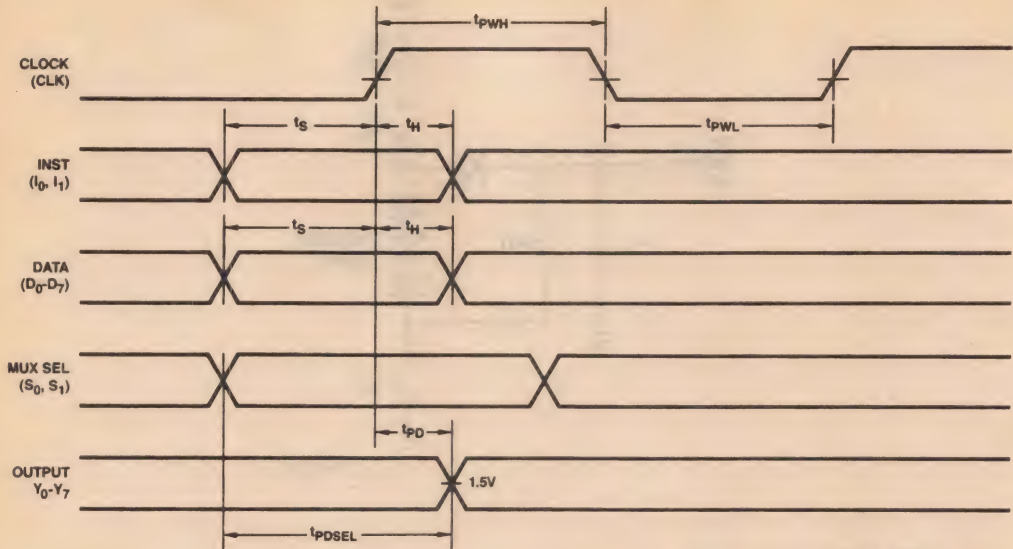 tPWH
CLOCK
(CLK)
tS
tH
tPWL
INST
(I0, I1)
tS
tH
DATA
(D0-D7)
MUX SEL
(S0, S1)
tPD
OUTPUT
Y0-Y7
1.5V
tPDSEL